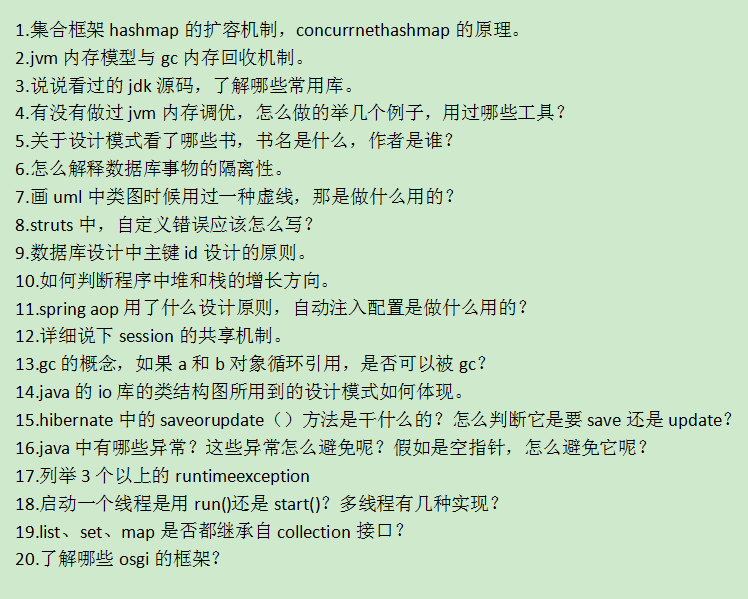 1.集合框架 hashmap 的扩容机制，concurrnethashmap 的原理。
2.jvm 内存模型与 gc 内存回收机制。
3.说说看过的 jdk 源码，了解哪些常用库。
4.有没有做过 jvm 内存调优，怎么做的举几个例子，用过哪些工具？
5.关于设计模式看了哪些书，书名是什么，作者是谁？
6.怎么解释数据库事物的隔离性。
7.画 uml 中类图时候用过一种虚线，那是做什么用的？
8.struts 中，自定义错误应该怎么写？
9.数据库设计中主键 id 设计的原则。
10.如何判断程序中堆和栈的增长方向。
11.spring aop 用了什么设计原则，自动注入配置是做什么用的？
12.详细说下 session 的共享机制。
13.gc 的概念，如果 a 和 b 对象循环引用，是否可以被 gc？
14.java 的 io 库的类结构图所用到的设计模式如何体现。
15.hibernate 中的 saveorupdate（）方法是干什么的？怎么判断它是要 save 还是 update？
16.java 中有哪些异常？这些异常怎么避免呢？假如是空指针，怎么避免它呢？
17.列举 3 个以上的 runtimeexception
18.启动一个线程是用 run()还是 start()？多线程有几种实现？
19.list、set、map 是否都继承自 collection 接口？
20.了解哪些 osgi 的框架？